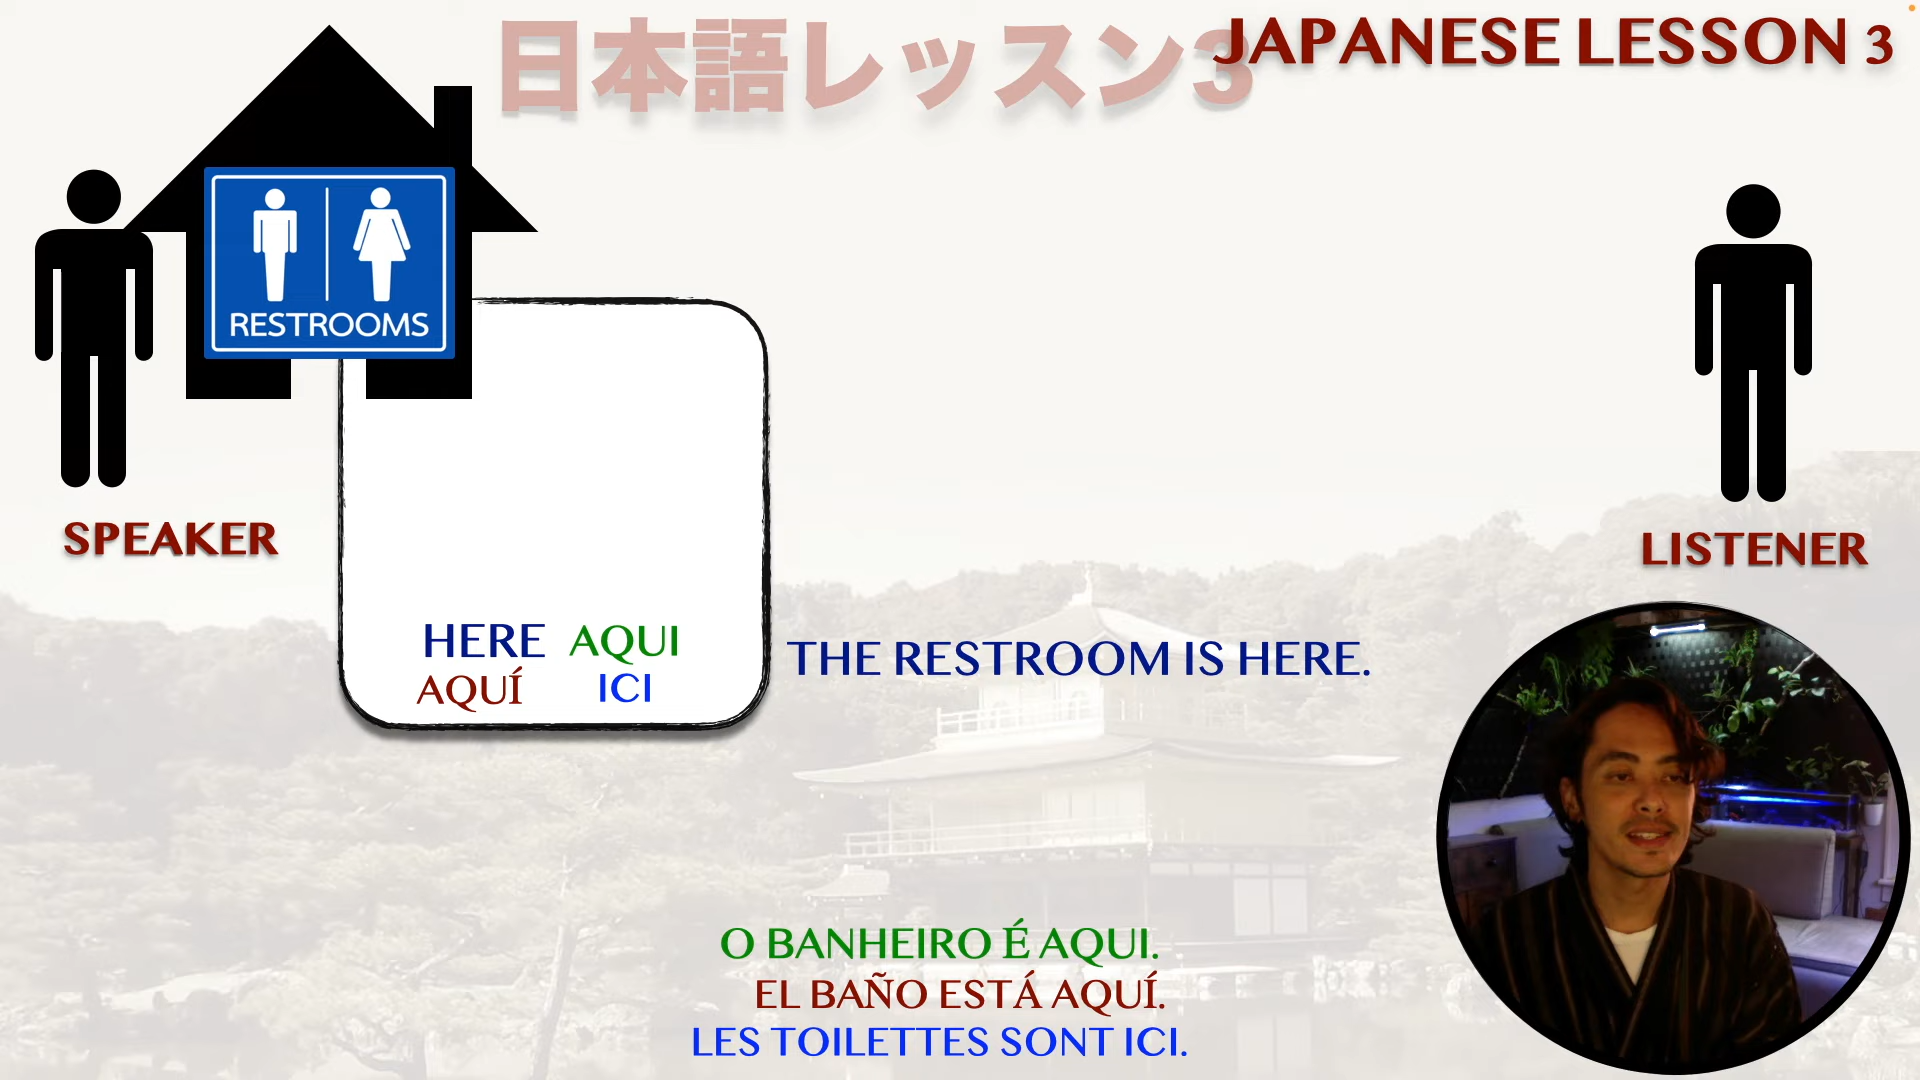 日本語レッスン3
JAPANESE LESSON 3
RESTROOMS
SPEAKER
LISTENER
HERE AQUI
AQUÍ ICI
THE RESTROOM IS HERE.
O BANHEIRO É AQUI.
EL BAÑO ESTÁ AQUÍ.
LES TOILETTES SONT ICI.